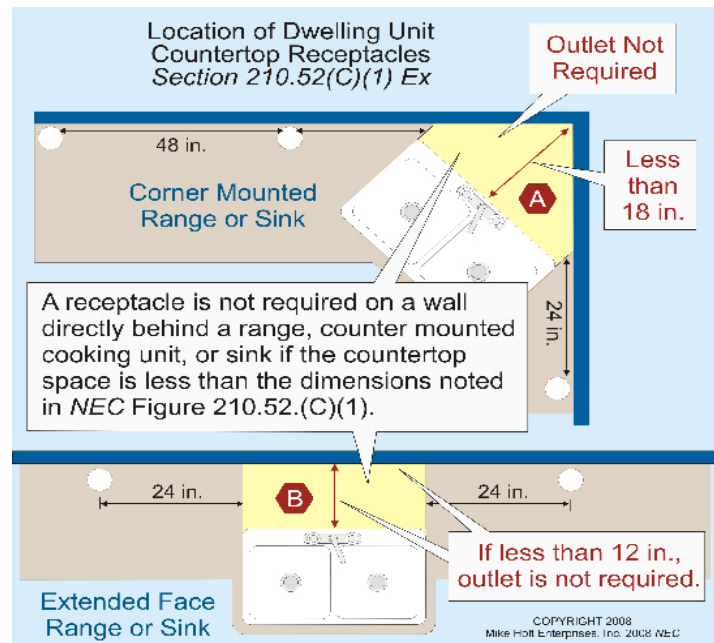 Location of Dwelling Unit
Countertop Receptacles
Section 210.52(C)(1) Ex
Outlet Not
Required
48 in.
Corner Mounted
Range or Sink
A
Less
than
18 in.
A receptacle is not required on a wall
directly behind a range, counter mounted
cooking unit, or sink if the countertop
space is less than the dimensions noted
in NEC Figure 210.52.(C)(1).
24 in.
24 in.
B
24 in.
If less than 12 in.,
outlet is not required.
Extended Face
Range or Sink
COPYRIGHT 2008
Mike Holt Enterprises, Inc. 2008 NEC